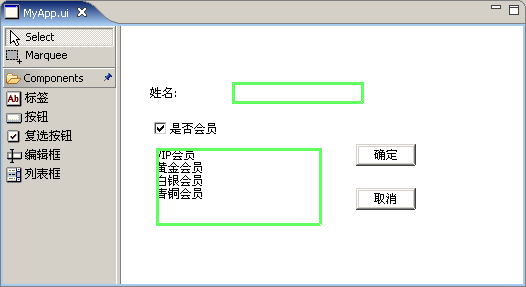 MyApp.ui
Select
Marquee
Components
标签
按钮
复选按钮
编辑框
列表框
姓名:
是否会员
VIP会员
黄金会员
白银会员
青铜会员
确定
取消